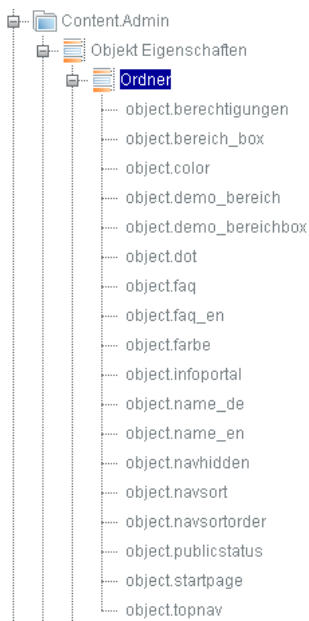 Content.Admin
Objekt Eigenschaften
Ordner
object.berechtigungen
object.bereich_box
object.color
object.demo_bereich
object.demo_bereichbox
object.dot
object.faq
object.faq_en
object.farbe
object.infoportal
object.name_de
object.name_en
object.navhidden
object.navsort
object.navsortorder
object.publicstatus
object.startpage
object.topnav